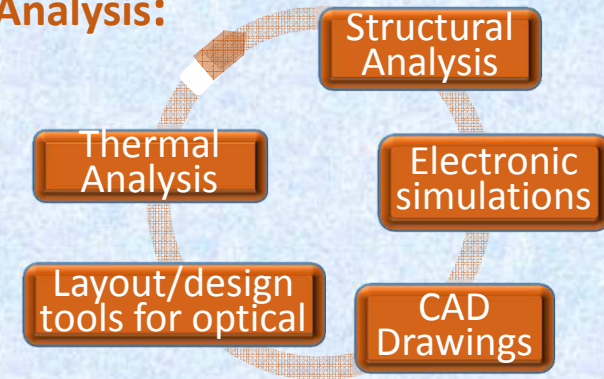 Analysis:
Structural
Analysis
Electronic
simulations
CAD
Drawings
Layout/design
tools for optical
Thermal
Analysis